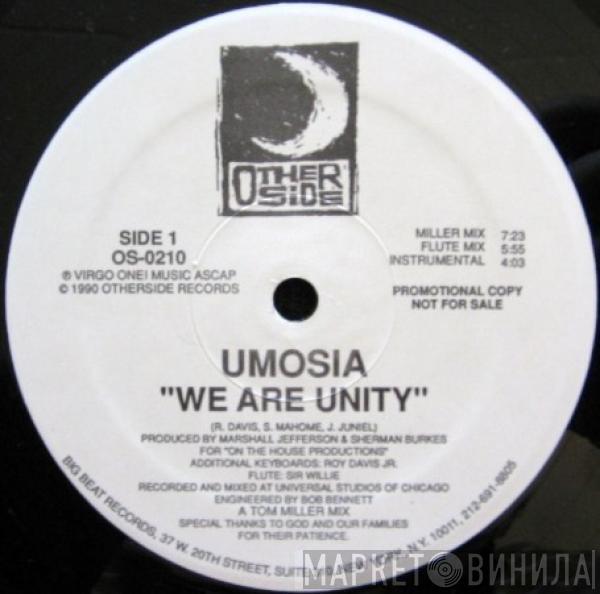 OTHER
SIDE
SIDE 1
OS-0210
℗ VIRGO ONE! MUSIC ASCAP
© 1990 OTHERSIDE RECORDS
MILLER MIX 7:23
FLUTE MIX 5:55
INSTRUMENTAL 4:03
PROMOTIONAL COPY
NOT FOR SALE
UMOSIA
"WE ARE UNITY"
(R. DAVIS, S. MAHOME, J. JUNIEL)
PRODUCED BY MARSHALL JEFFERSON & SHERMAN BURKES
FOR "ON THE HOUSE PRODUCTIONS"
ADDITIONAL KEYBOARDS: ROY DAVIS JR.
FLUTE: SIR WILLIE
RECORDED AND MIXED AT UNIVERSAL STUDIOS OF CHICAGO
ENGINEERED BY BOB BENNETT
A TOM MILLER MIX
SPECIAL THANKS TO GOD AND OUR FAMILIES
FOR THEIR PATIENCE.
BIG BEAT RECORDS, 37 W. 20TH STREET, SUITE NEW YORK, N.Y. 10011, 212-691-8805
МАРКЕТ ВИНИЛА